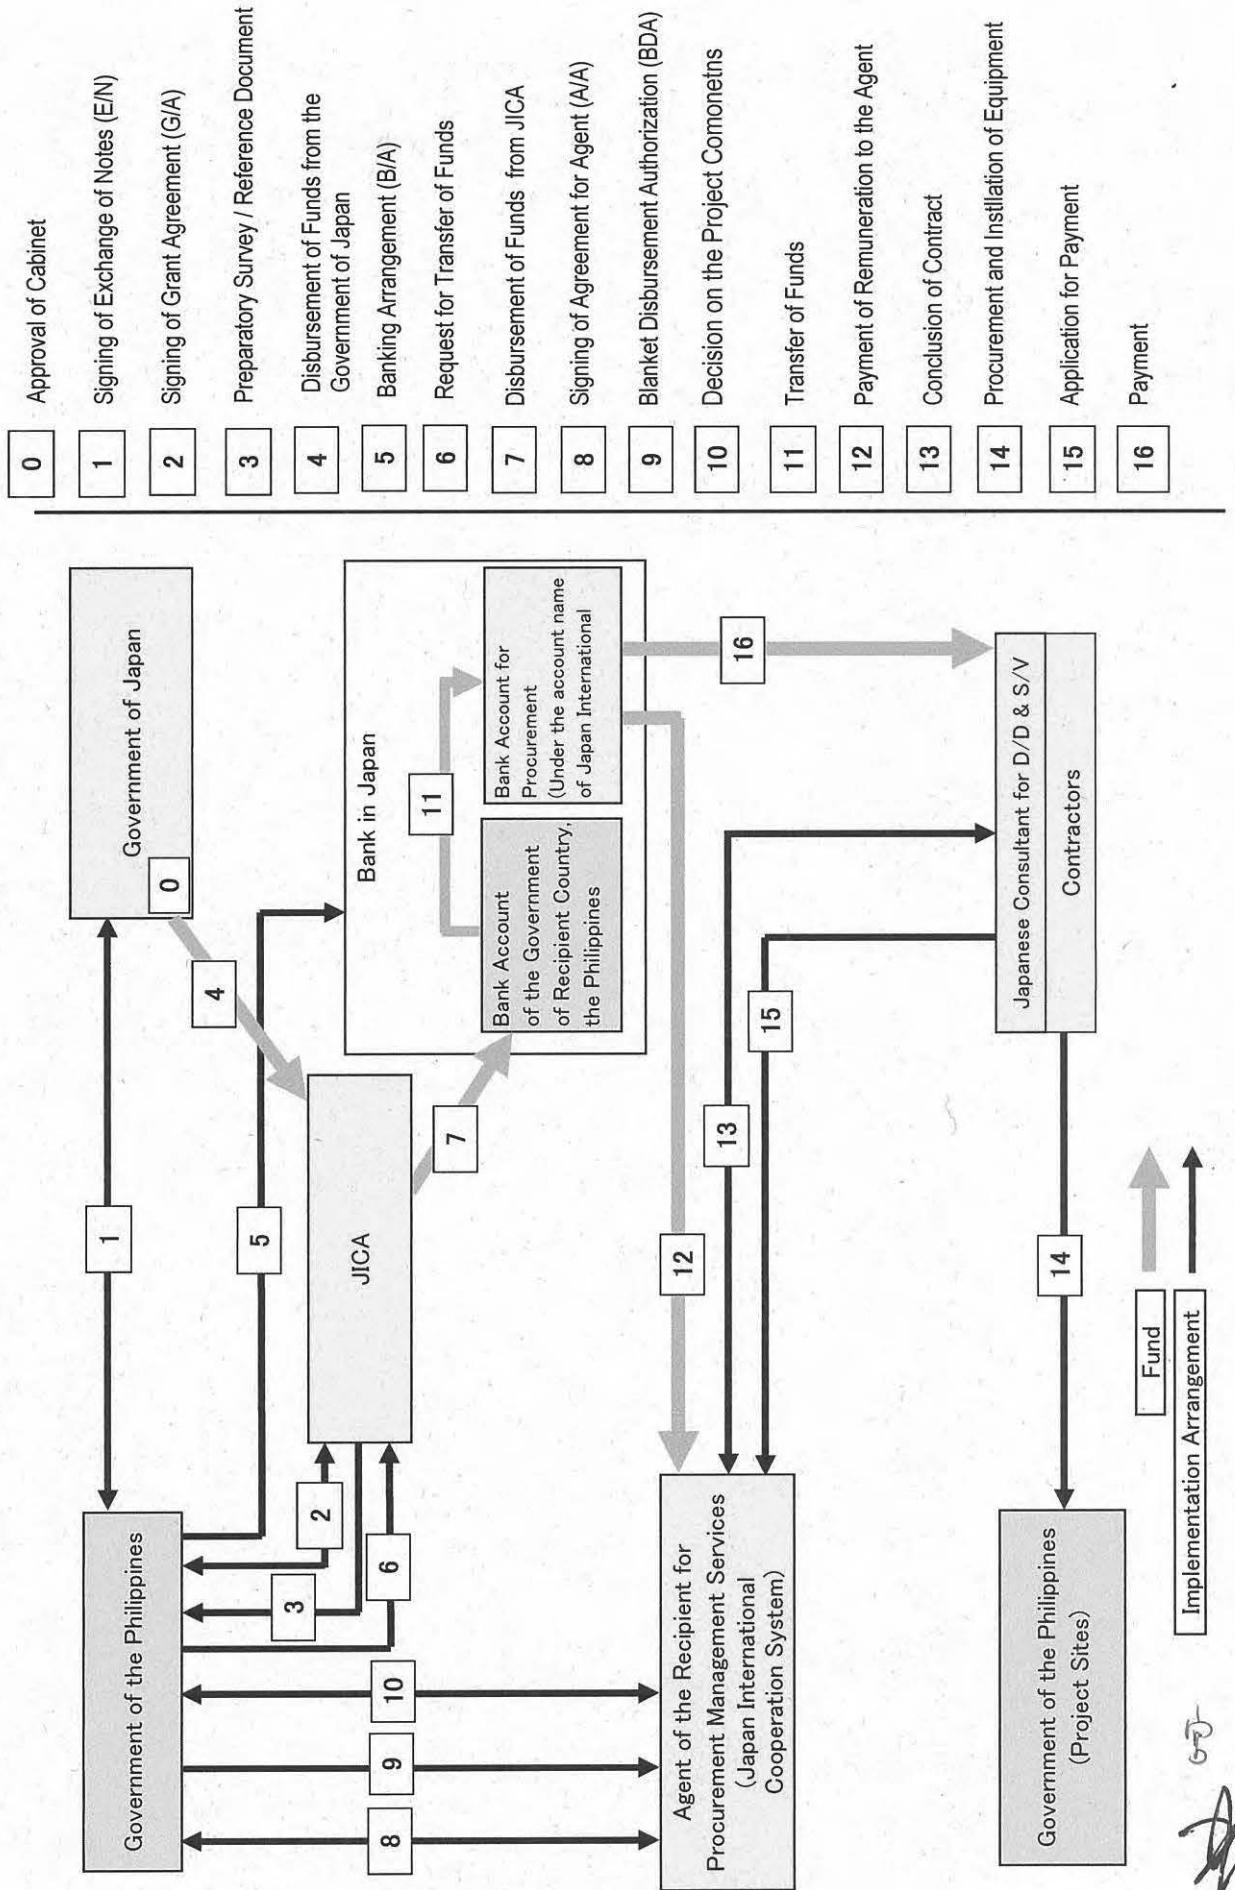 Government of the Philippines
Government of Japan
0
1
4
5
JICA
2
3
6
7
Bank in Japan
11
Bank Account
of the Government
of Recipient Country,
the Philippines
Bank Account for
Procurement
(Under the account name
of Japan International
8
9
10
12
13
15
16
Agent of the Recipient for
Procurement Management Services
(Japan International
Cooperation System)
Japanese Consultant for D/D & S/V
Contractors
14
Government of the Philippines
(Project Sites)
Fund
Implementation Arrangement
0 Approval of Cabinet
1 Signing of Exchange of Notes (E/N)
2 Signing of Grant Agreement (G/A)
3 Preparatory Survey / Reference Document
4 Disbursement of Funds from the
Government of Japan
5 Banking Arrangement (B/A)
6 Request for Transfer of Funds
7 Disbursement of Funds from JICA
8 Signing of Agreement for Agent (A/A)
9 Blanket Disbursement Authorization (BDA)
10 Decision on the Project Comonetns
11 Transfer of Funds
12 Payment of Remuneration to the Agent
13 Conclusion of Contract
14 Procurement and Instillation of Equipment
15 Application for Payment
16 Payment